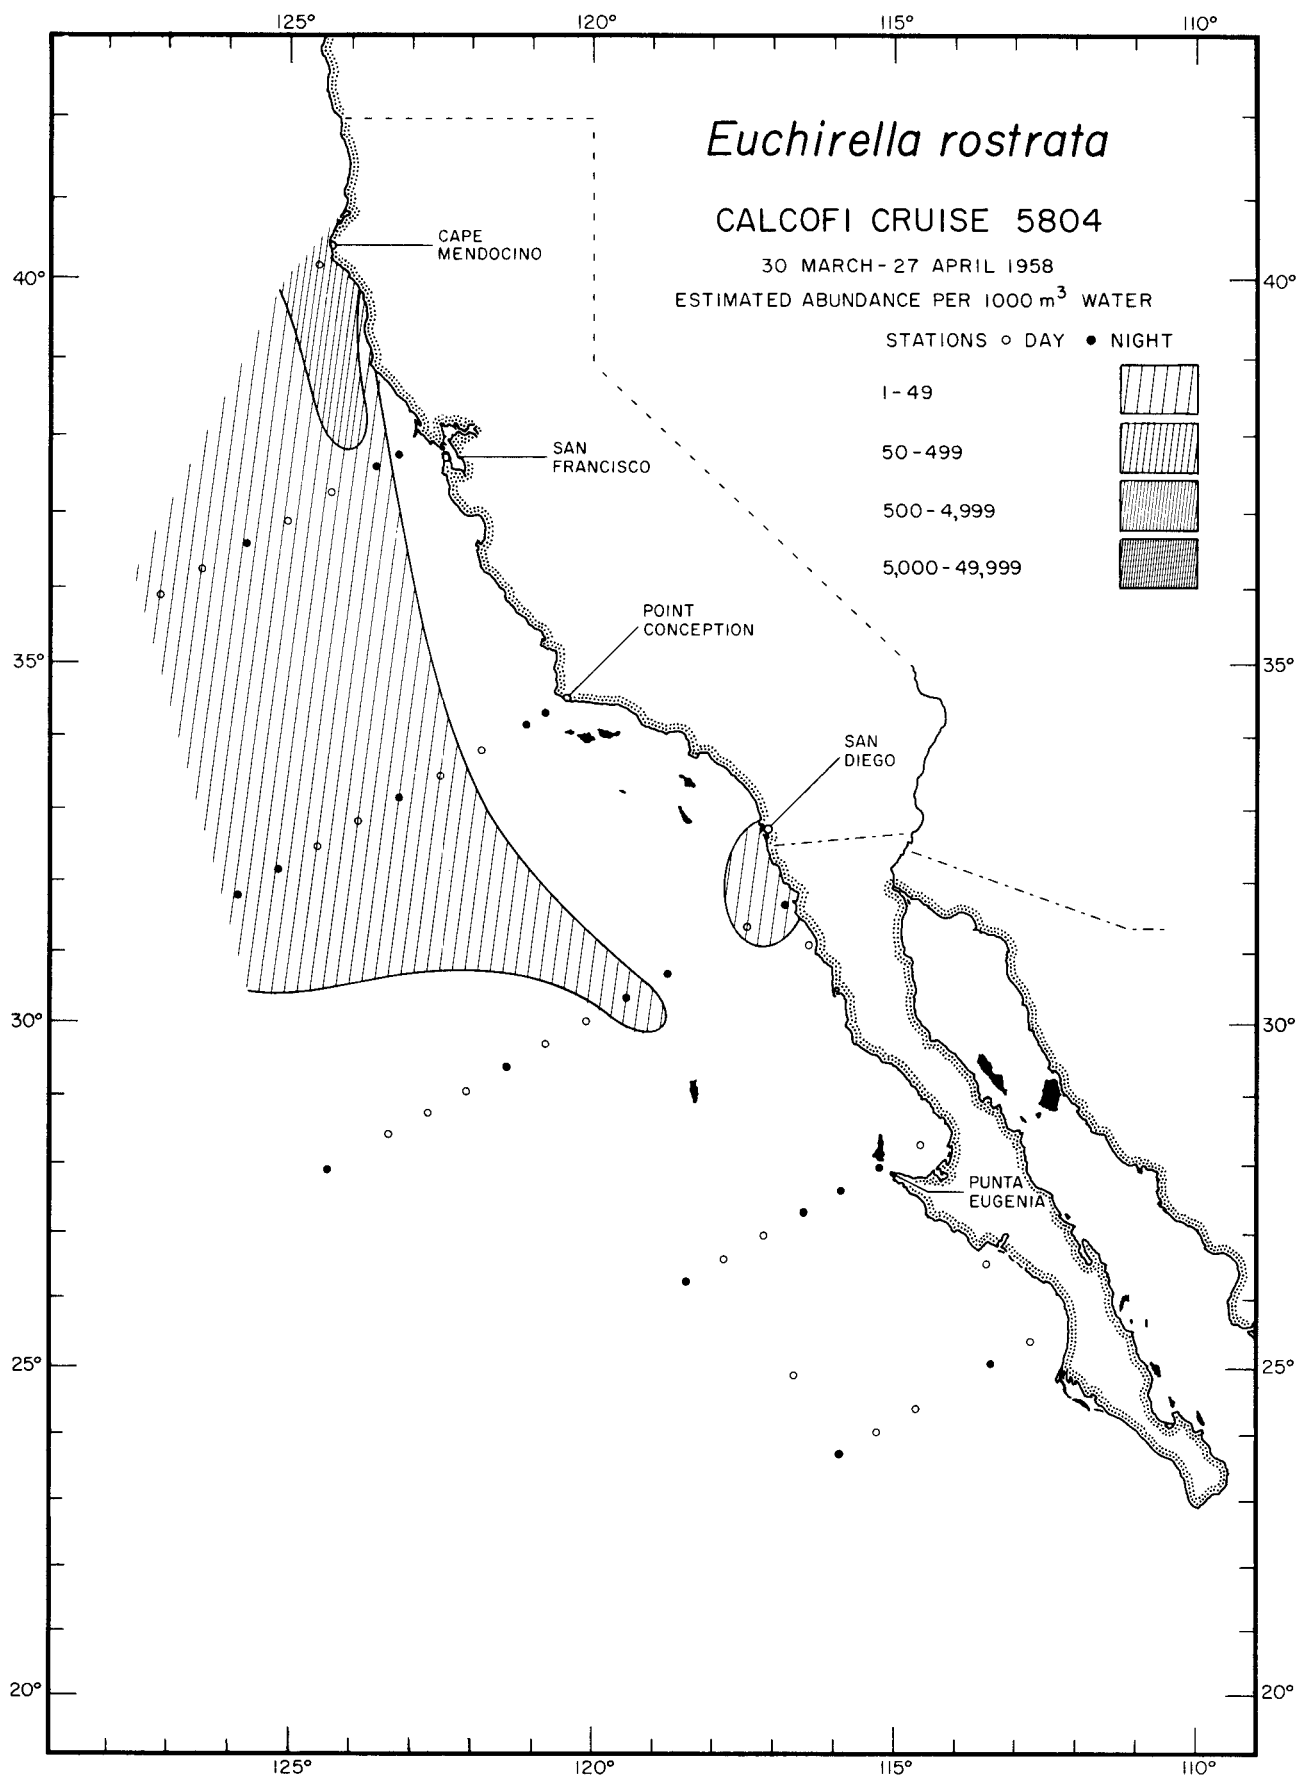 125° 120° 115° 110°
Euchirella rostrata
CALCOFI CRUISE 5804
30 MARCH-27 APRIL 1958
ESTIMATED ABUNDANCE PER 1000 m³ WATER
STATIONS ○ DAY ● NIGHT
1-49
50-499
500-4,999
5,000-49,999
CAPE
MENDOCINO
40° 40°
SAN
FRANCISCO
POINT
CONCEPTION
35° 35°
SAN
DIEGO
30° 30°
PUNTA
EUGENIA
25° 25°
20° 20°
125° 120° 115° 110°